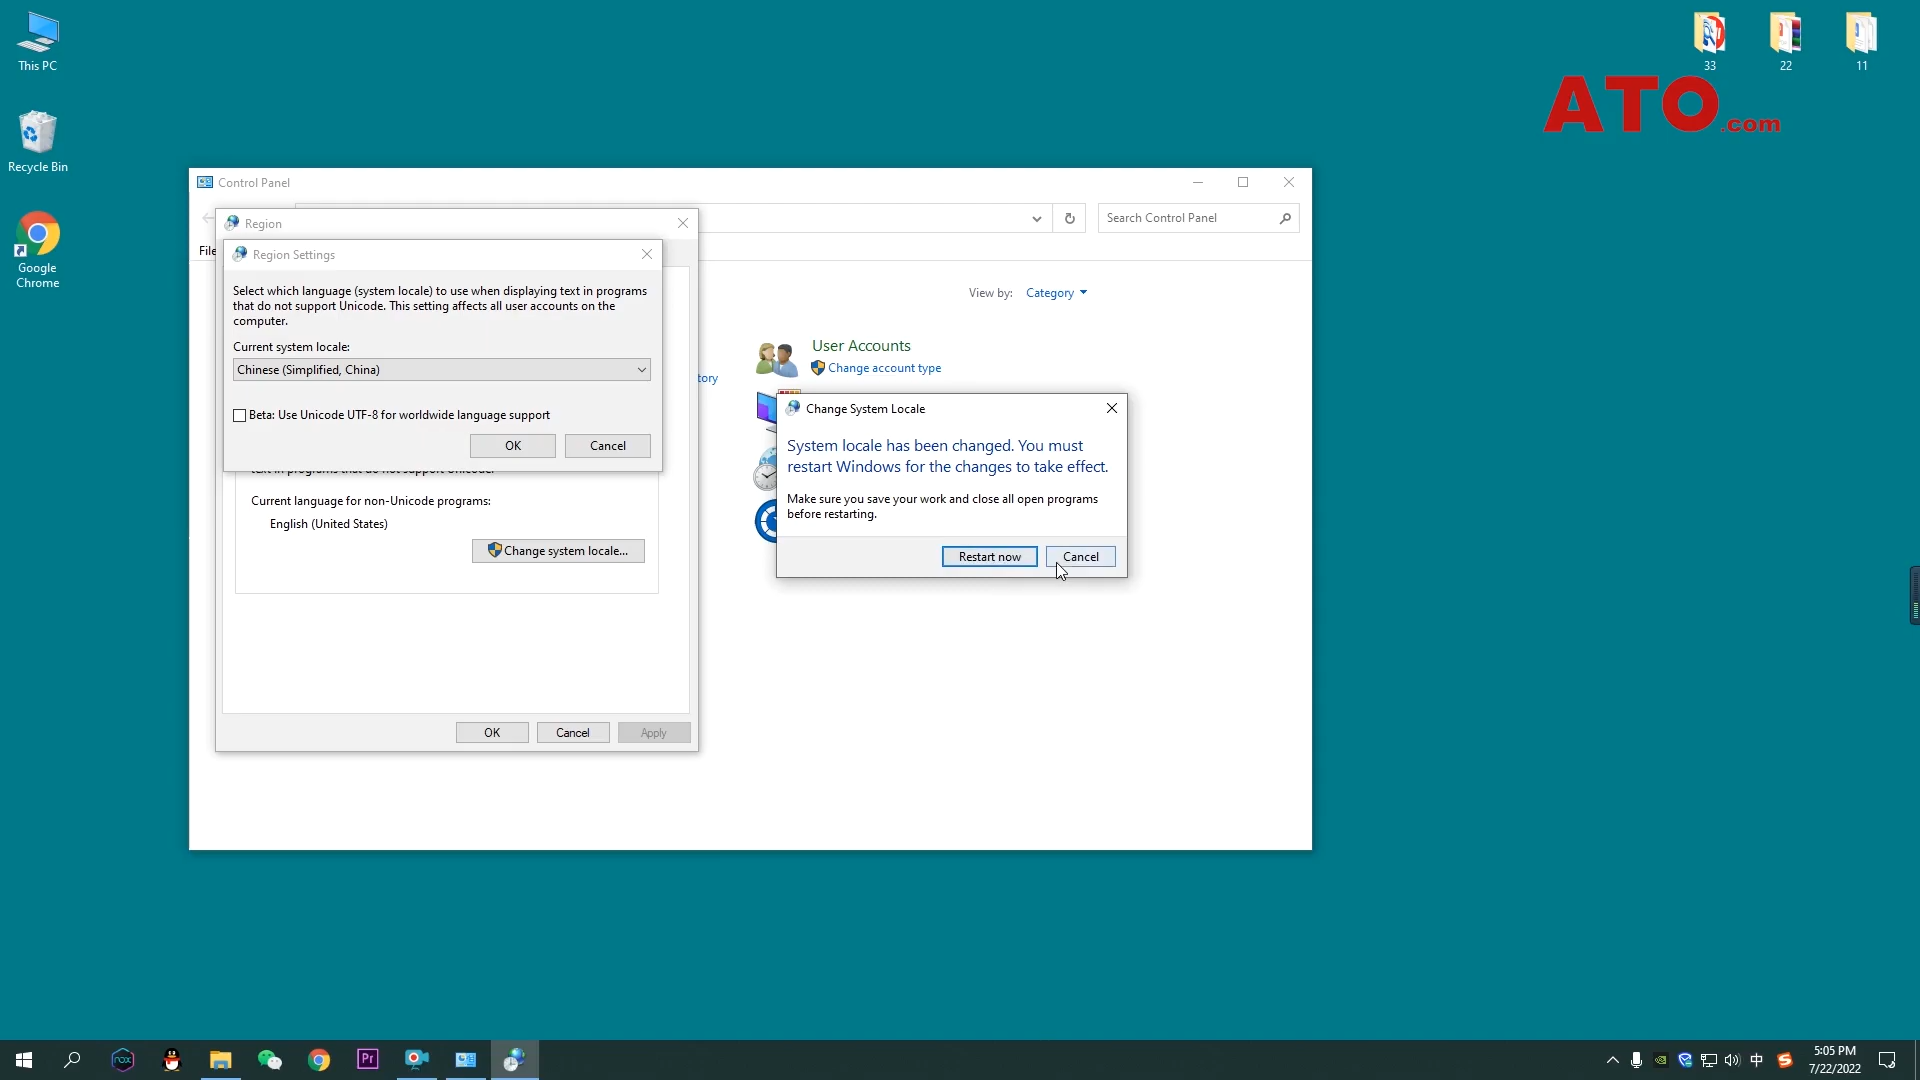 This PC
Recycle Bin
Google
Chrome
33
22
11
ATO.com
Control Panel
Search Control Panel
File
View by: Category
User Accounts
Change account type
tory
Region
Region Settings
Select which language (system locale) to use when displaying text in programs
that do not support Unicode. This setting affects all user accounts on the
computer.
Current system locale:
Chinese (Simplified, China)
Beta: Use Unicode UTF-8 for worldwide language support
OK Cancel
text in programs that do not support Unicode.
Current language for non-Unicode programs:
English (United States)
Change system locale...
OK Cancel Apply
Change System Locale
System locale has been changed. You must
restart Windows for the changes to take effect.
Make sure you save your work and close all open programs
before restarting.
Restart now Cancel
nox
Pr
中
S
5:05 PM
7/22/2022